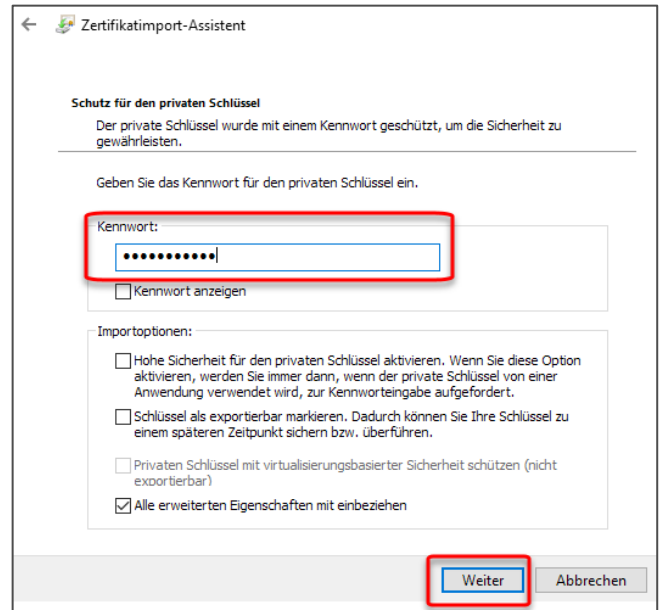 Zertifikatimport-Assistent
Schutz für den privaten Schlüssel
Der private Schlüssel wurde mit einem Kennwort geschützt, um die Sicherheit zu
gewährleisten.
Geben Sie das Kennwort für den privaten Schlüssel ein.
Kennwort:
•••••••••••
Kennwort anzeigen
Importoptionen:
Hohe Sicherheit für den privaten Schlüssel aktivieren. Wenn Sie diese Option
aktivieren, werden Sie immer dann, wenn der private Schlüssel von einer
Anwendung verwendet wird, zur Kennworteingabe aufgefordert.
Schlüssel als exportierbar markieren. Dadurch können Sie Ihre Schlüssel zu
einem späteren Zeitpunkt sichern bzw. überführen.
Privaten Schlüssel mit virtualisierungsbasierter Sicherheit schützen (nicht
exportierbar)
Alle erweiterten Eigenschaften mit einbeziehen
Weiter
Abbrechen